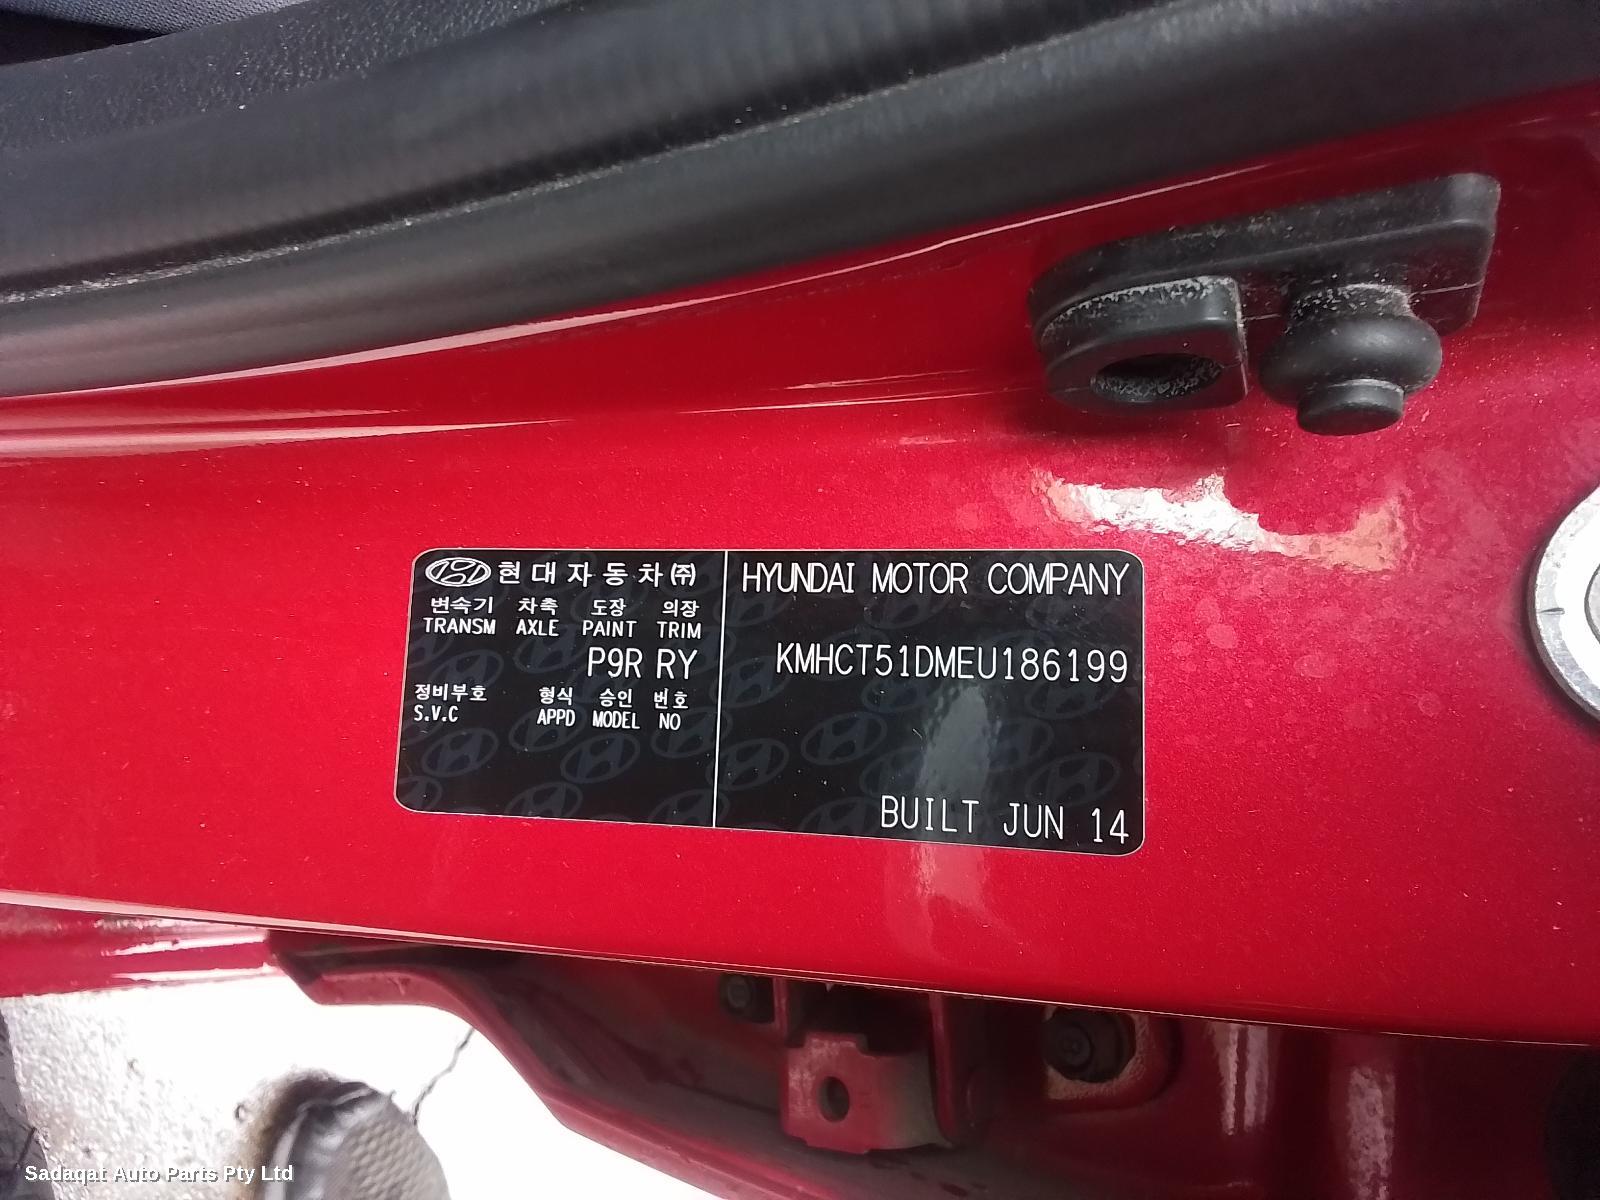 현대자동차㈜
변속기 차축 도장 의장
TRANSM AXLE PAINT TRIM
P9R RY
정비부호 형식 승인 번호
S.V.C APPD MODEL NO
HYUNDAI MOTOR COMPANY
KMHCT51DMEU186199
BUILT JUN 14
Sadaqat Auto Parts Pty Ltd